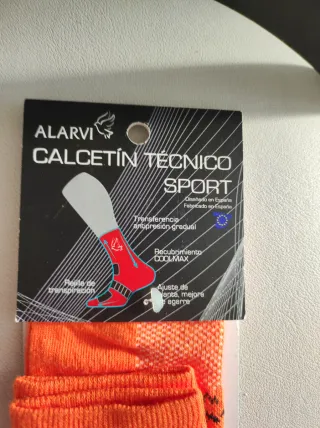 ALARVI
CALCETÍN TÉCNICO
SPORT
Diseñado en España
Fabricado en España
Transferencia
antipresión gradual
Recubrimiento
COOLMAX
Rejilla de
transpiración
Ajuste de
mejora
agarre